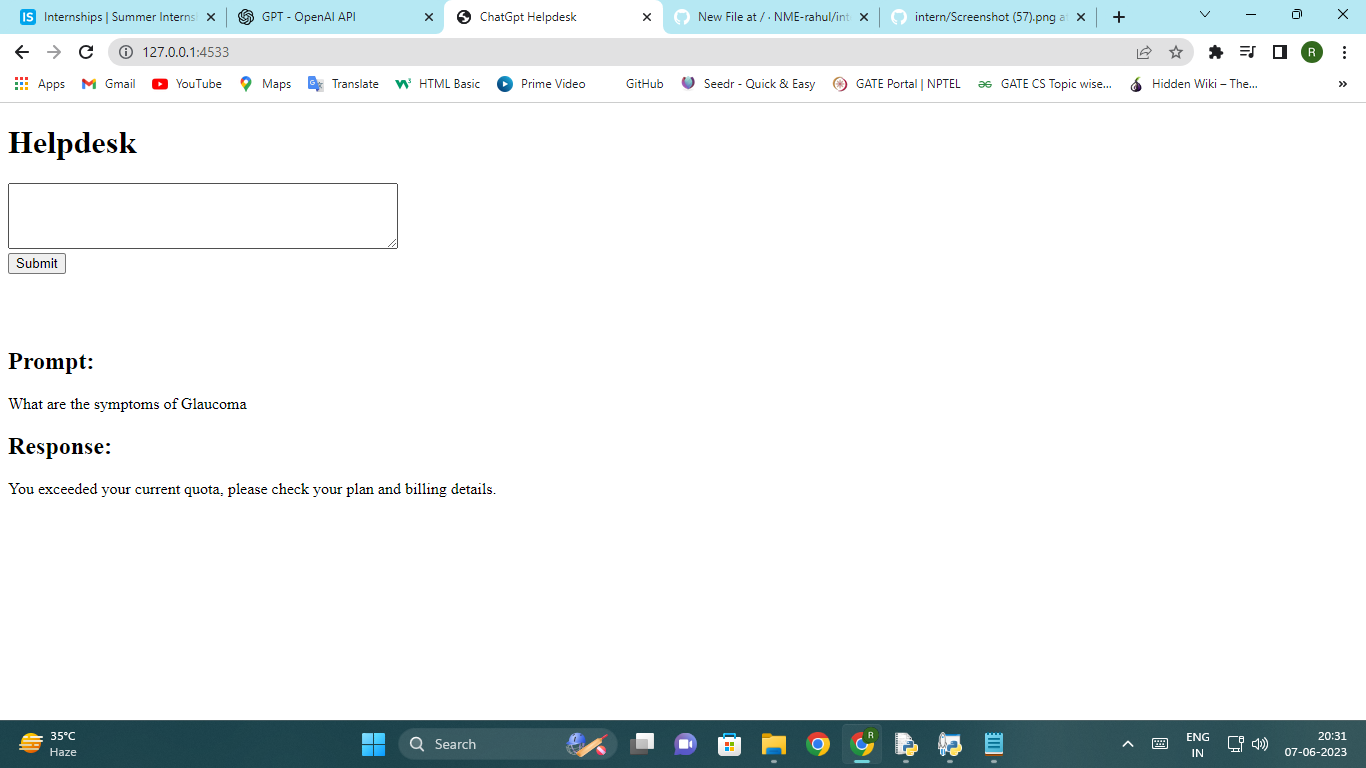 IS Internships | Summer Interns
GPT - OpenAI API
ChatGpt Helpdesk
New File at / · NME-rahul/int
intern/Screenshot (57).png a
127.0.0.1:4533
R
Apps
Gmail
YouTube
Maps
Translate
HTML Basic
Prime Video
GitHub
Seedr - Quick & Easy
GATE Portal | NPTEL
GATE CS Topic wise...
Hidden Wiki – The...
»
Helpdesk
Submit
Prompt:
What are the symptoms of Glaucoma
Response:
You exceeded your current quota, please check your plan and billing details.
35°C
Haze
Search
R
ENG
IN
20:31
07-06-2023